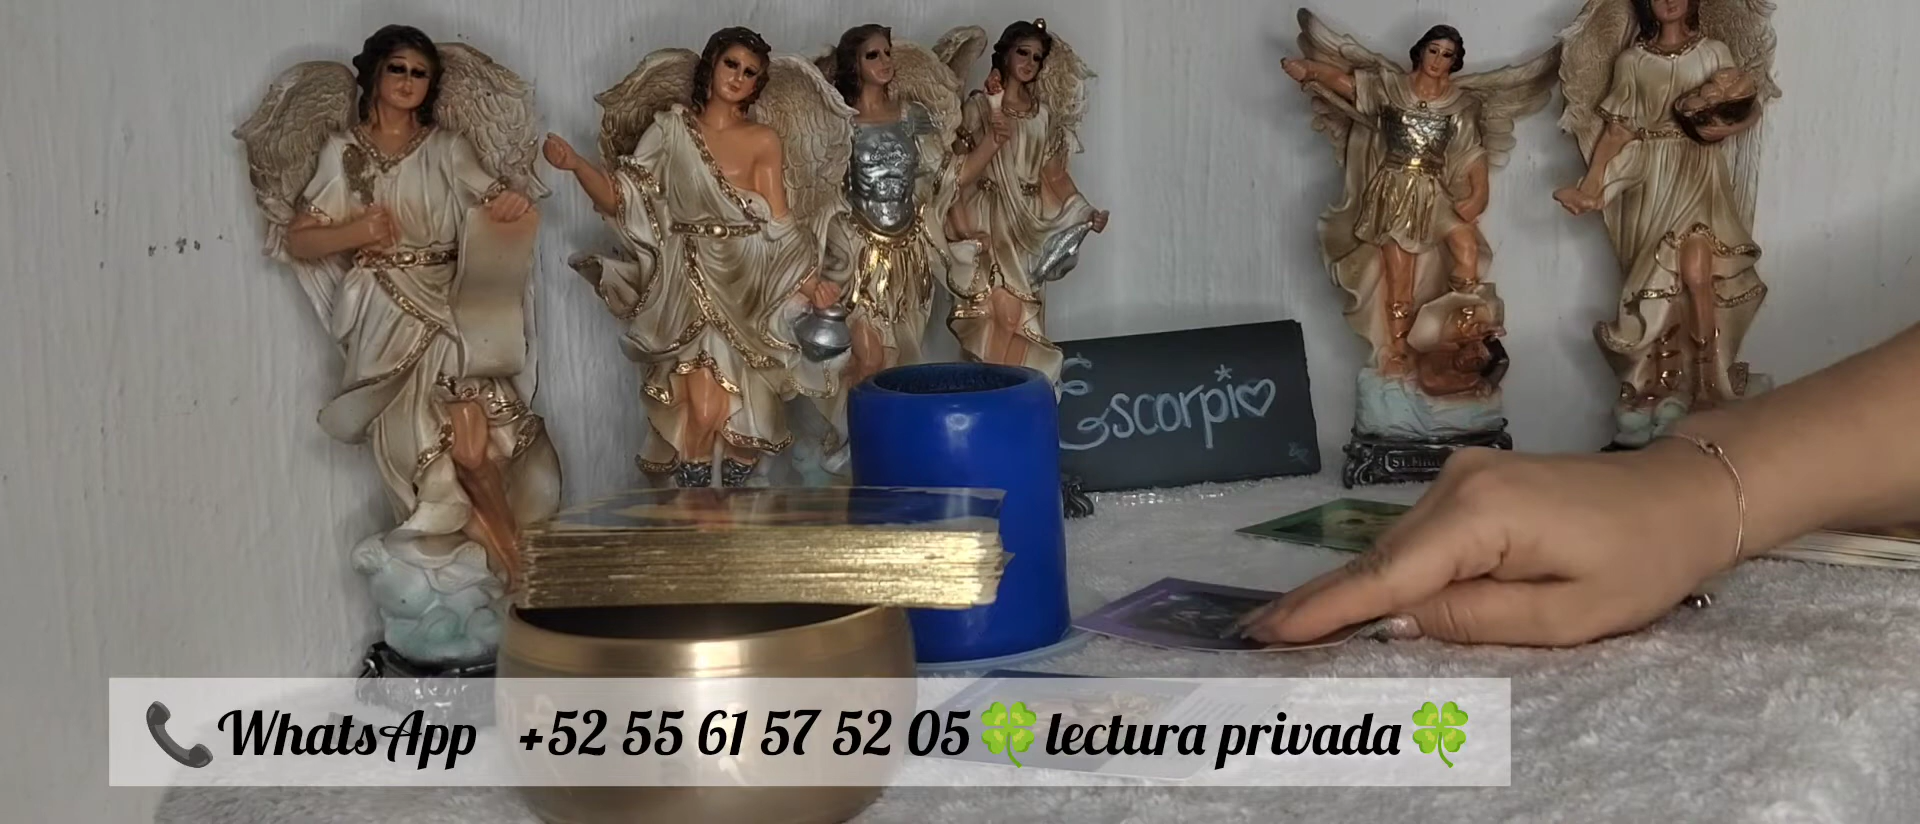 Escorpio
WhatsApp +52 55 61 57 52 05🍀lectura privada🍀